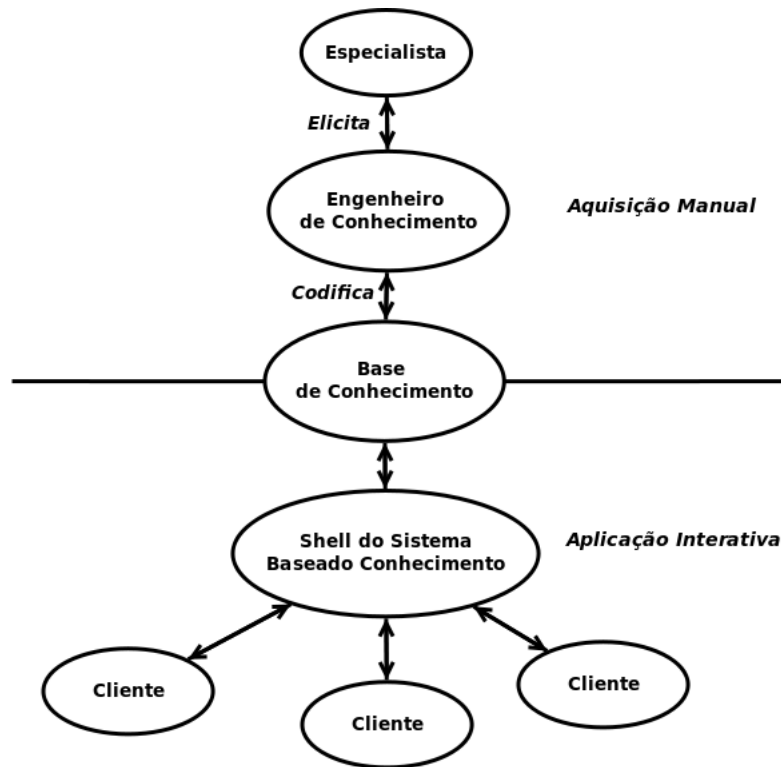 Especialista
Elicita
Engenheiro
de Conhecimento
Aquisição Manual
Codifica
Base
de Conhecimento
Shell do Sistema
Baseado Conhecimento
Aplicação Interativa
Cliente
Cliente
Cliente